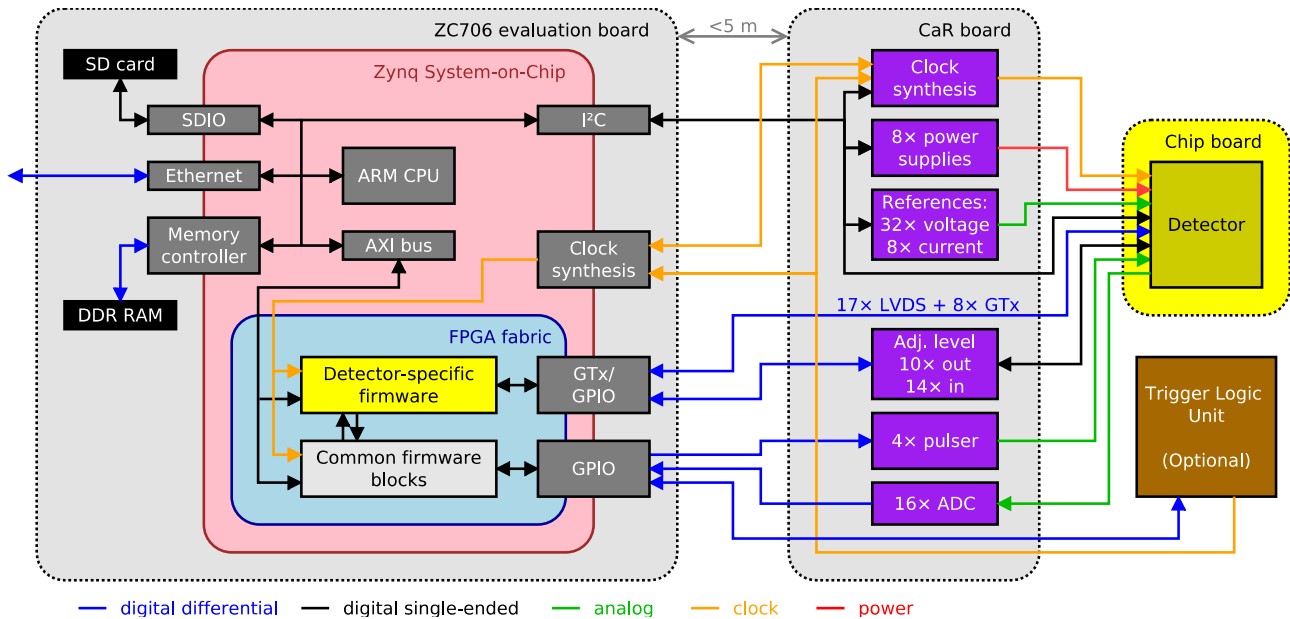 ZC706 evaluation board
<5 m
CaR board
SD card
Zynq System-on-Chip
Clock
synthesis
SDIO
I²C
8× power
supplies
Chip board
Ethernet
ARM CPU
References:
32× voltage
8× current
Detector
Memory
controller
AXI bus
Clock
synthesis
DDR RAM
17× LVDS + 8× GTx
FPGA fabric
Adj. level
10× out
14× in
Detector-specific
firmware
GTx/
GPIO
Trigger Logic
Unit
(Optional)
4× pulser
Common firmware
blocks
GPIO
16× ADC
digital differential
digital single-ended
analog
clock
power